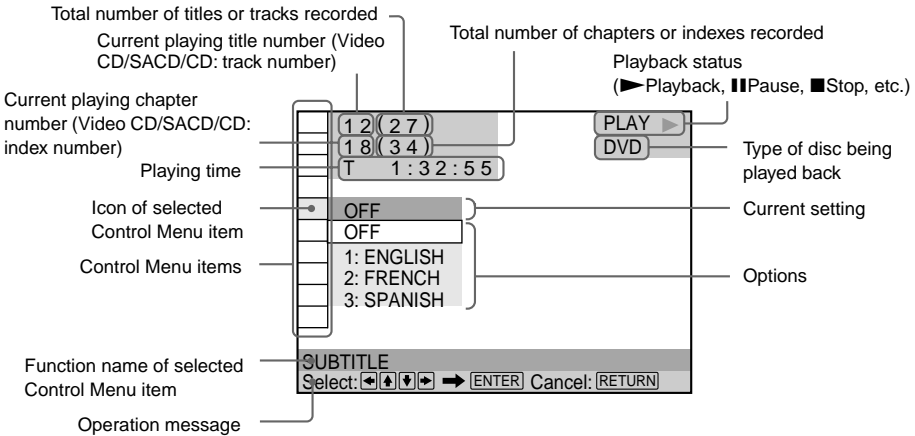 Total number of titles or tracks recorded
Current playing title number (Video
CD/SACD/CD: track number)
Total number of chapters or indexes recorded
Playback status
(▶Playback, ⏸Pause, ■Stop, etc.)
Current playing chapter
number (Video CD/SACD/CD:
index number)
Playing time
Icon of selected
Control Menu item
Control Menu items
Function name of selected
Control Menu item
Operation message
12(27)
18(34)
T 1:32:55
OFF
OFF
1: ENGLISH
2: FRENCH
3: SPANISH
SUBTITLE
Select: ←↑↓→ ➡ ENTER Cancel: RETURN
PLAY ▶
DVD
Type of disc being
played back
Current setting
Options